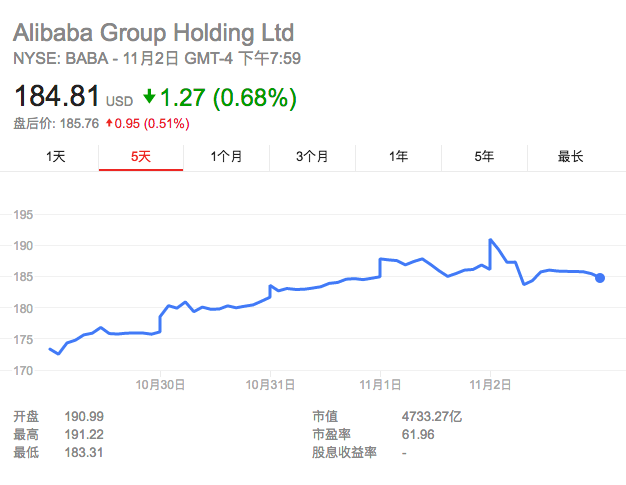 Alibaba Group Holding Ltd
NYSE: BABA - 11月2日 GMT-4 下午7:59
184.81 USD ↓1.27 (0.68%)
盘后价: 185.76 ↑0.95 (0.51%)
1天 5天 1个月 3个月 1年 5年 最长
195
190
185
180
175
170
10月30日 10月31日 11月1日 11月2日
开盘 190.99 市值 4733.27亿
最高 191.22 市盈率 61.96
最低 183.31 股息收益率 -